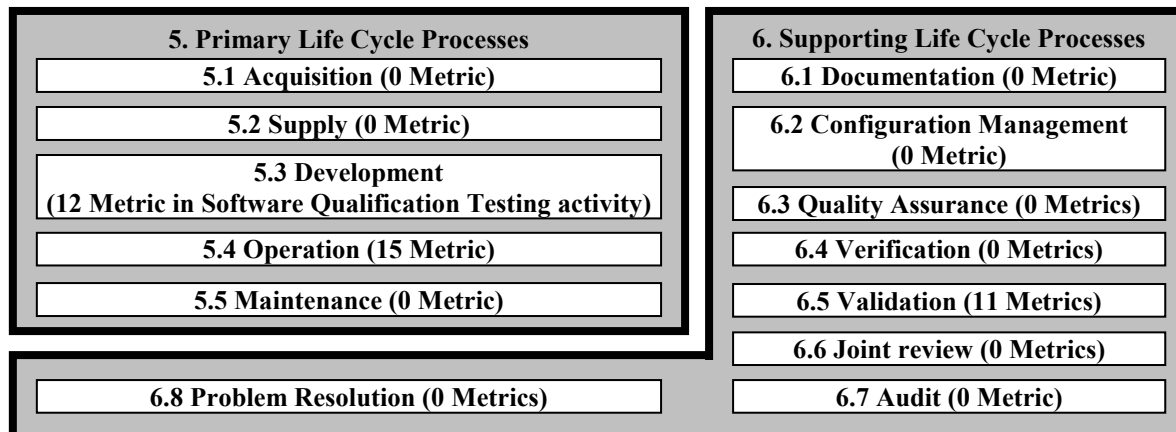 5. Primary Life Cycle Processes
5.1 Acquisition (0 Metric)
5.2 Supply (0 Metric)
5.3 Development
(12 Metric in Software Qualification Testing activity)
5.4 Operation (15 Metric)
5.5 Maintenance (0 Metric)
6. Supporting Life Cycle Processes
6.1 Documentation (0 Metric)
6.2 Configuration Management
(0 Metric)
6.3 Quality Assurance (0 Metrics)
6.4 Verification (0 Metrics)
6.5 Validation (11 Metrics)
6.6 Joint review (0 Metrics)
6.7 Audit (0 Metric)
6.8 Problem Resolution (0 Metrics)